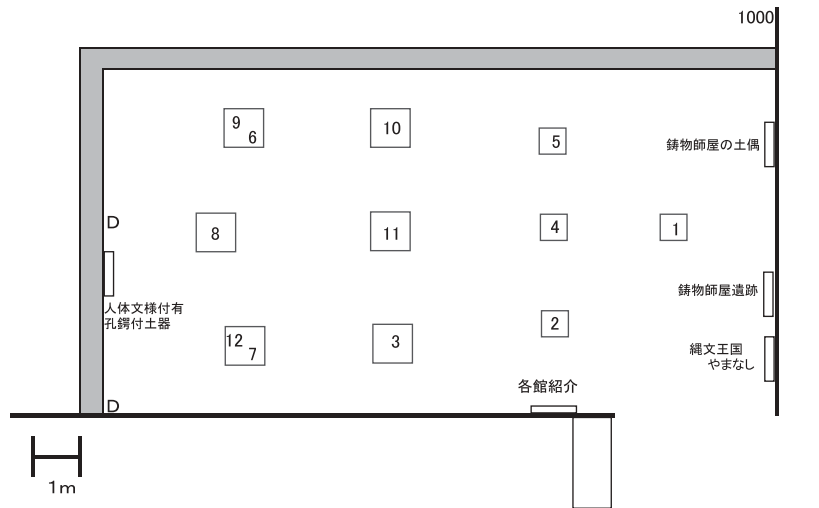 1000
9
6
10
5
鋳物師屋の土偶
D
8
11
4
1
人体文様付有
孔鍔付土器
鋳物師屋遺跡
12
7
3
2
縄文王国
やまなし
各館紹介
D
1m